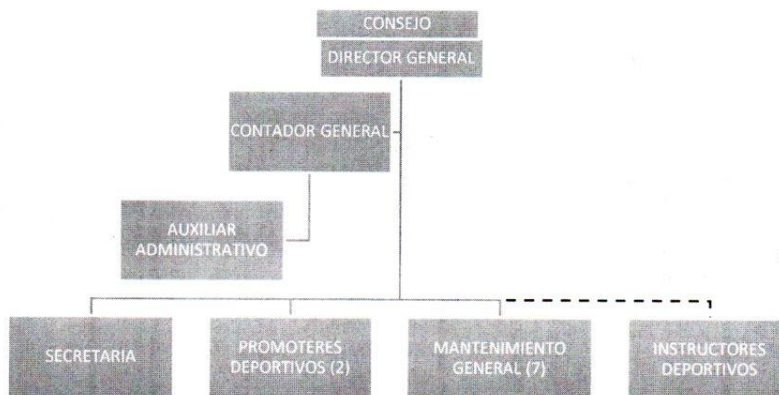 CONSEJO
DIRECTOR GENERAL
CONTADOR GENERAL
AUXILIAR
ADMINISTRATIVO
SECRETARIA
PROMOTERES
DEPORTIVOS (2)
MANTENIMIENTO
GENERAL (7)
INSTRUCTORES
DEPORTIVOS